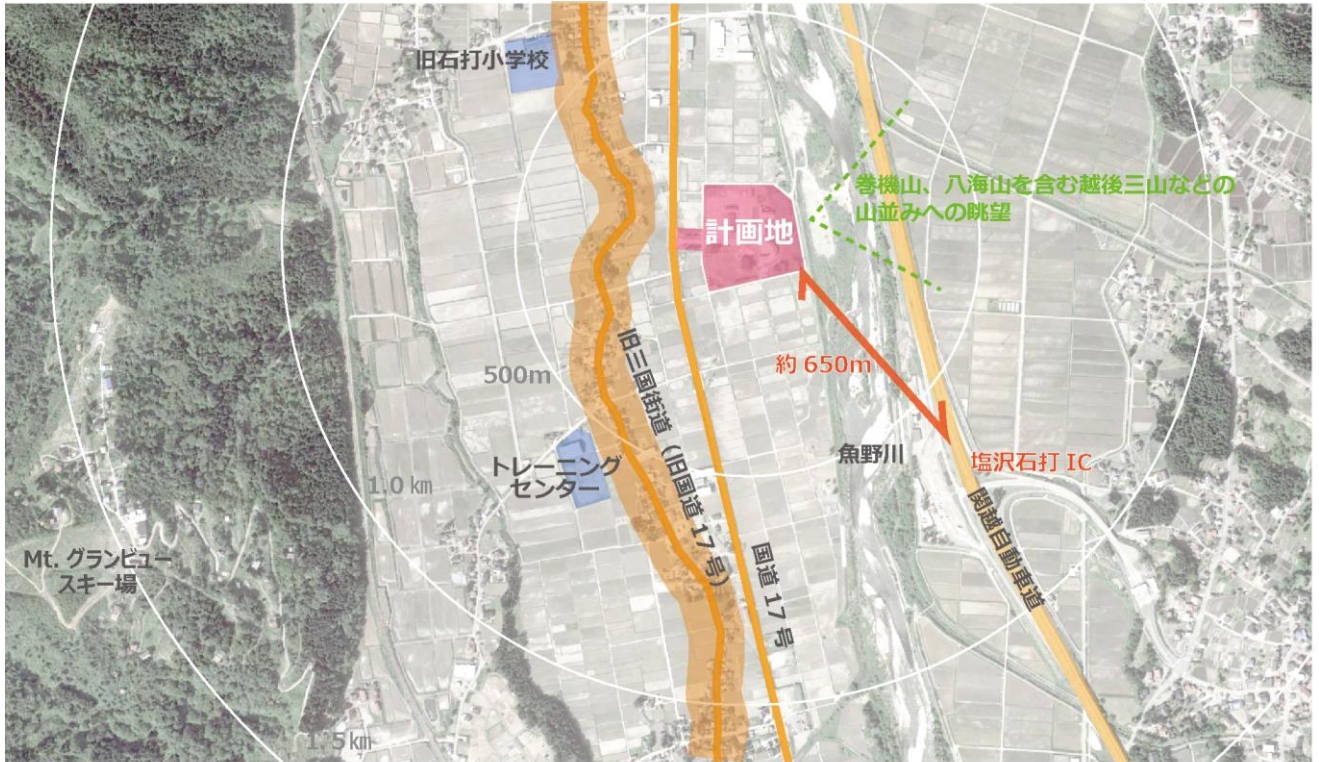 旧石打小学校
巻機山、八海山を含む越後三山などの
山並みへの眺望
計画地
約 650m
500m
旧三国街道（旧国道 17 号）
トレーニング
センター
魚野川
塩沢石打 IC
1.0 km
関越自動車道
国道 17 号
Mt. グランビュー
スキー場
1.5km